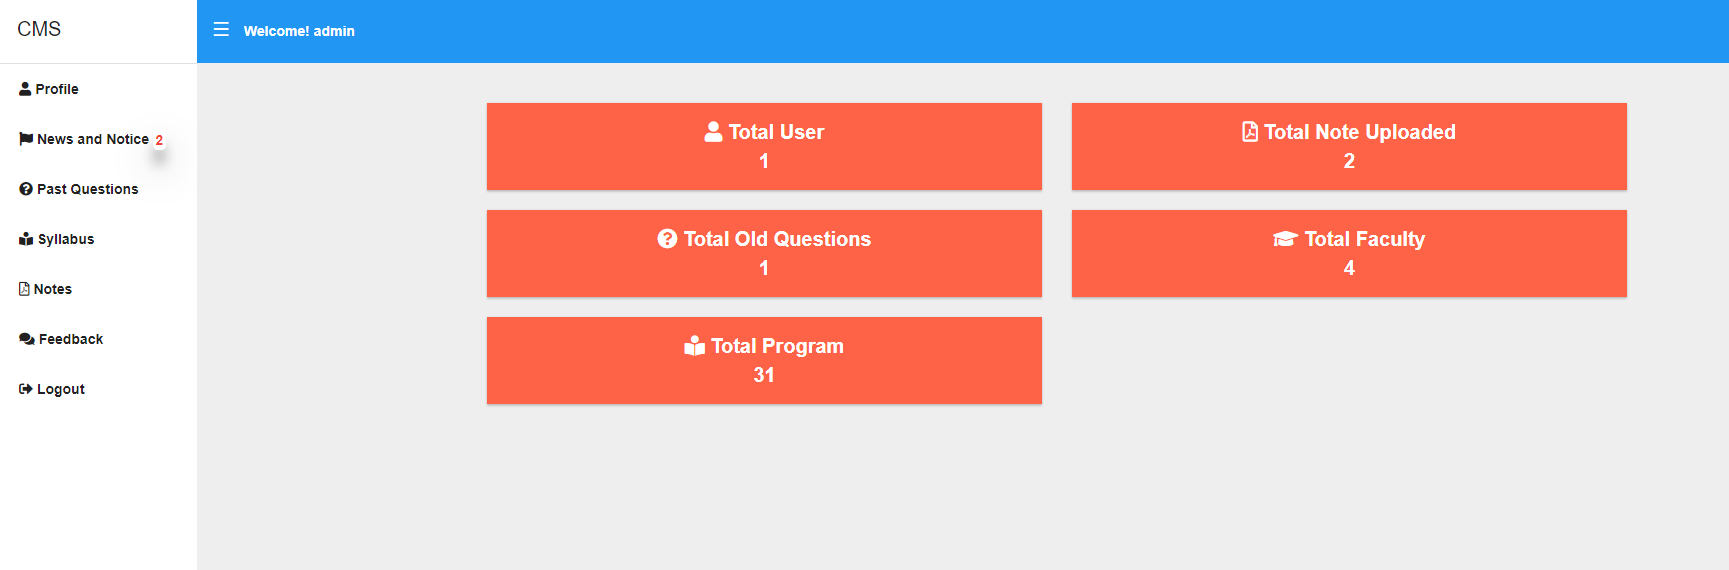 CMS
Welcome! admin
Profile
News and Notice 2
Past Questions
Syllabus
Notes
Feedback
Logout
Total User
1
Total Note Uploaded
2
Total Old Questions
1
Total Faculty
4
Total Program
31